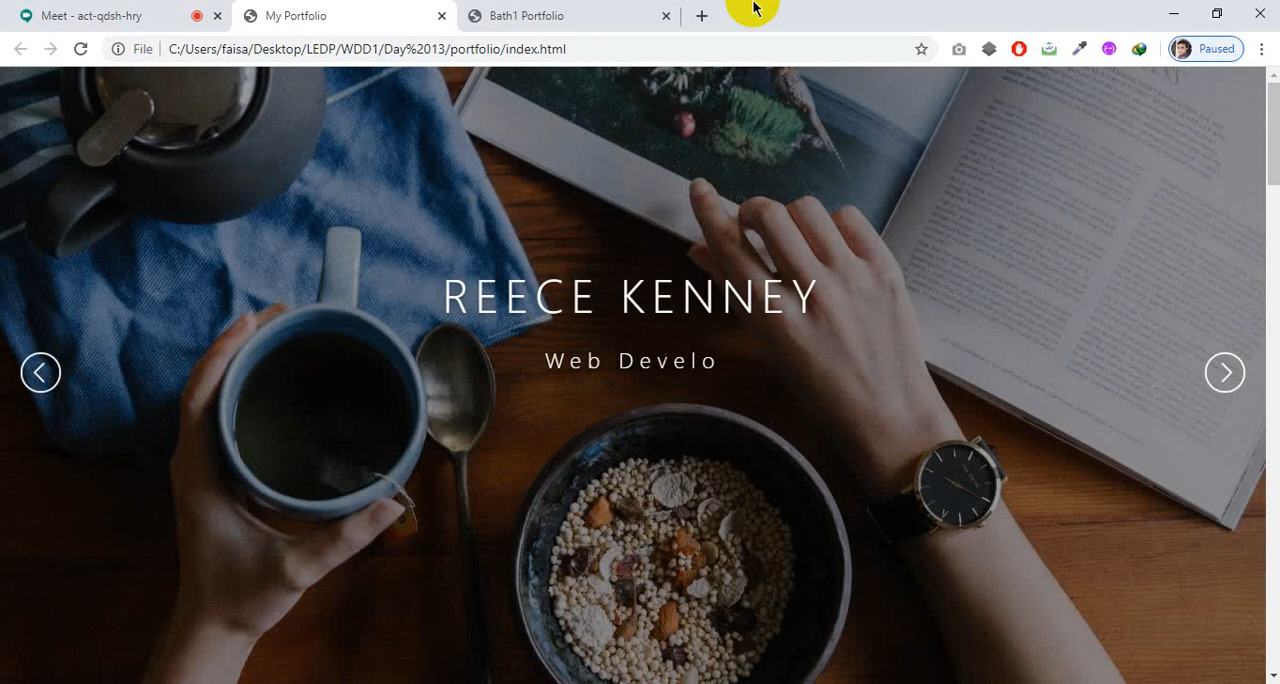 Meet - act-qdsh-hry
My Portfolio
Bath1 Portfolio
File
C:/Users/faisa/Desktop/LEDP/WDD1/Day%2013/portfolio/index.html
Paused
REECE KENNEY
Web Develo